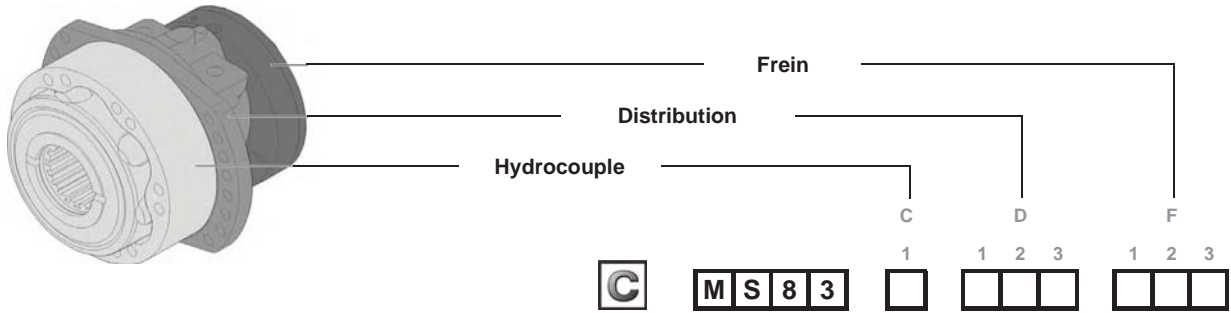 Frein
Distribution
Hydrocouple
C D F
1 1 2 3 1 2 3
C M S 8 3